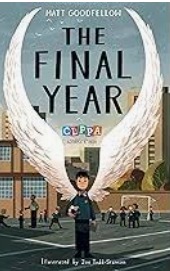 MATT GOODFELLOW
THE
FINAL
YEAR
CLPPA
Illustrated by Joe Todd-Stanton